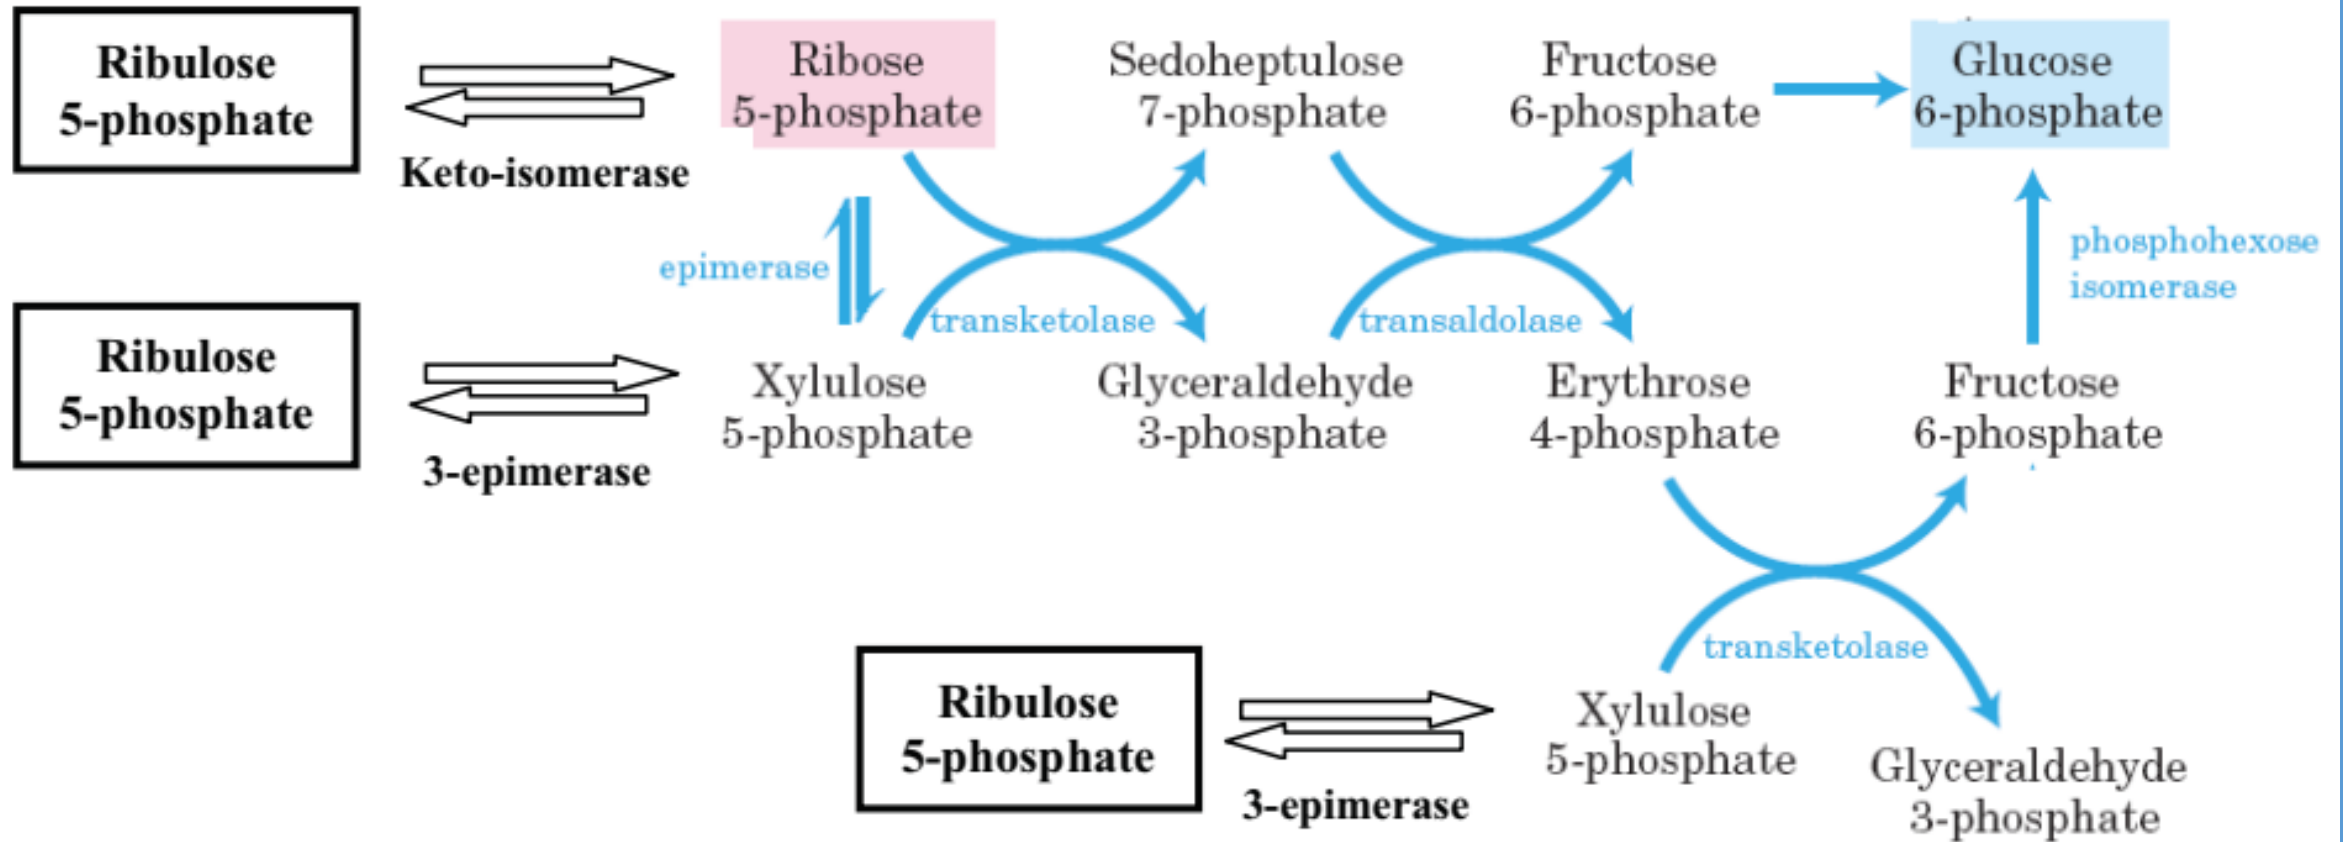 Ribulose
5-phosphate
Keto-isomerase
Ribose
5-phosphate
Sedoheptulose
7-phosphate
Fructose
6-phosphate
Glucose
6-phosphate
epimerase
transketolase
transaldolase
phosphohexose
isomerase
Ribulose
5-phosphate
3-epimerase
Xylulose
5-phosphate
Glyceraldehyde
3-phosphate
Erythrose
4-phosphate
Fructose
6-phosphate
transketolase
Ribulose
5-phosphate
3-epimerase
Xylulose
5-phosphate
Glyceraldehyde
3-phosphate